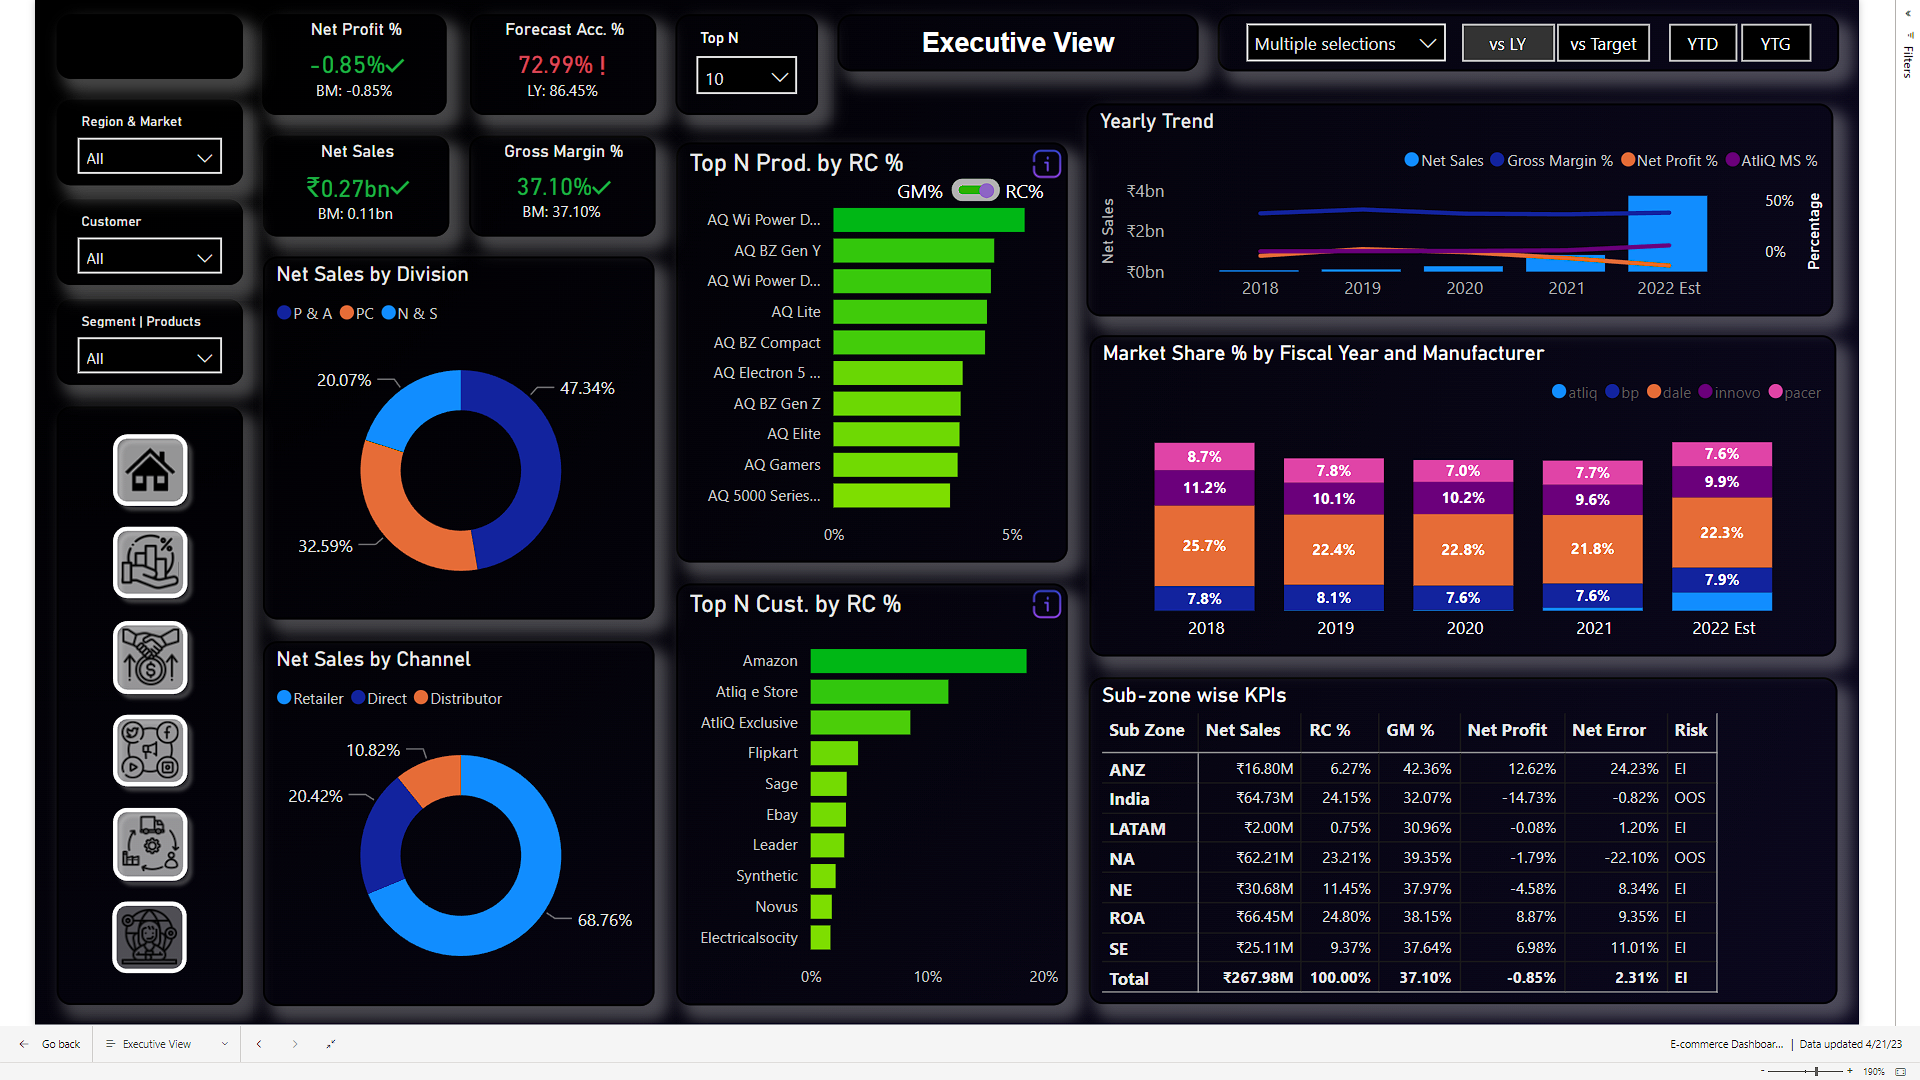 Net Profit %
-0.85%✓
BM: -0.85%
Forecast Acc. %
72.99% !
LY: 86.45%
Top N
10
Executive View
Multiple selections
vs LY
vs Target
YTD
YTG
Filters
Region & Market
All
Customer
All
Segment | Products
All
Net Sales
₹0.27bn✓
BM: 0.11bn
Gross Margin %
37.10%✓
BM: 37.10%
Net Sales by Division
P & A PC N & S
20.07%
47.34%
32.59%
Net Sales by Channel
Retailer Direct Distributor
10.82%
20.42%
68.76%
Top N Prod. by RC %
i
GM% RC%
AQ Wi Power D...
AQ BZ Gen Y
AQ Wi Power D...
AQ Lite
AQ BZ Compact
AQ Electron 5 ...
AQ BZ Gen Z
AQ Elite
AQ Gamers
AQ 5000 Series...
0% 5%
Top N Cust. by RC %
i
Amazon
Atliq e Store
AtliQ Exclusive
Flipkart
Sage
Ebay
Leader
Synthetic
Novus
Electricalsocity
0% 10% 20%
Yearly Trend
Net Sales Gross Margin % Net Profit % AtliQ MS %
Net Sales
₹4bn
₹2bn
₹0bn
50%
0%
Percentage
2018 2019 2020 2021 2022 Est
Market Share % by Fiscal Year and Manufacturer
atliq bp dale innovo pacer
8.7% 7.8% 7.0% 7.7% 7.6%
11.2% 10.1% 10.2% 9.6% 9.9%
25.7% 22.4% 22.8% 21.8% 22.3%
7.8% 8.1% 7.6% 7.6% 7.9%
2018 2019 2020 2021 2022 Est
Sub-zone wise KPIs
Sub Zone Net Sales RC % GM % Net Profit Net Error Risk
ANZ ₹16.80M 6.27% 42.36% 12.62% 24.23% EI
India ₹64.73M 24.15% 32.07% -14.73% -0.82% OOS
LATAM ₹2.00M 0.75% 30.96% -0.08% 1.20% EI
NA ₹62.21M 23.21% 39.35% -1.79% -22.10% OOS
NE ₹30.68M 11.45% 37.97% -4.58% 8.34% EI
ROA ₹66.45M 24.80% 38.15% 8.87% 9.35% EI
SE ₹25.11M 9.37% 37.64% 6.98% 11.01% EI
Total ₹267.98M 100.00% 37.10% -0.85% 2.31% EI
Go back
Executive View
E-commerce Dashboar... | Data updated 4/21/23
- + 190%